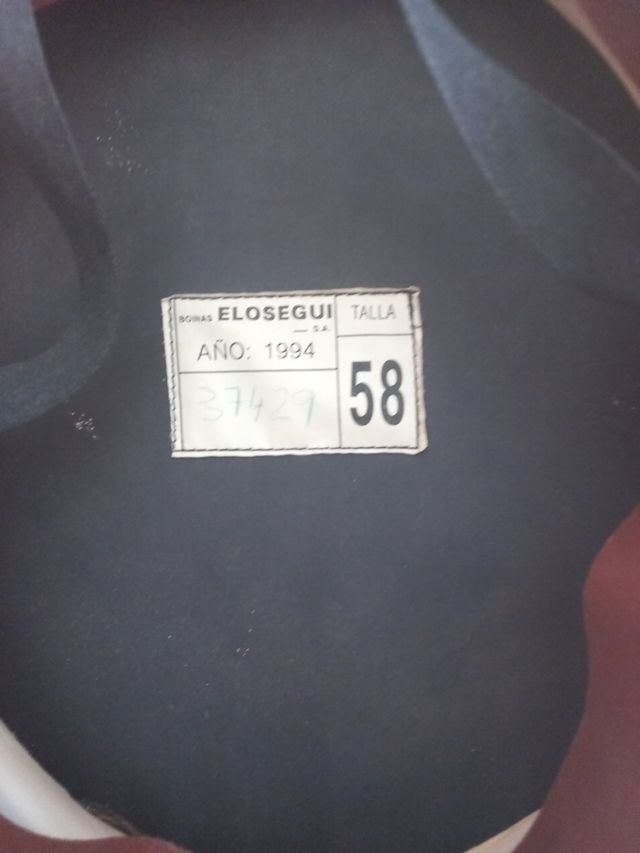 BOINAS ELOSEGUI
S.A.
AÑO: 1994
37429
TALLA
58